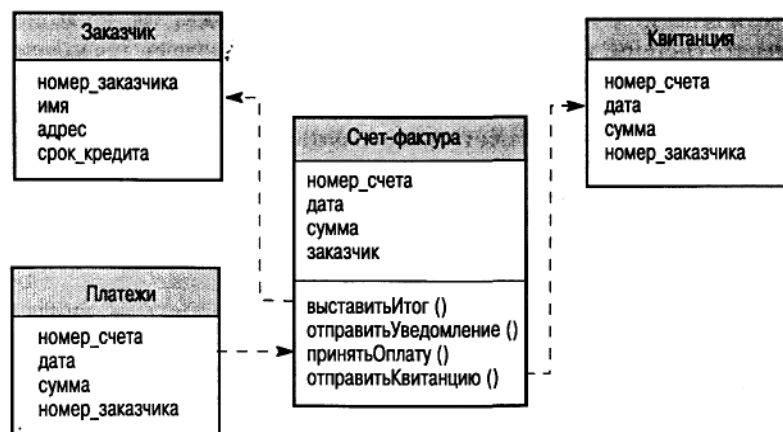 Заказчик
номер_заказчика
имя
адрес
срок_кредита
Квитанция
номер_счета
дата
сумма
номер_заказчика
Счет-фактура
номер_счета
дата
сумма
заказчик
выставитьИтог ()
отправитьУведомление ()
принятьОплату ()
отправитьКвитанцию ()
Платежи
номер_счета
дата
сумма
номер_заказчика